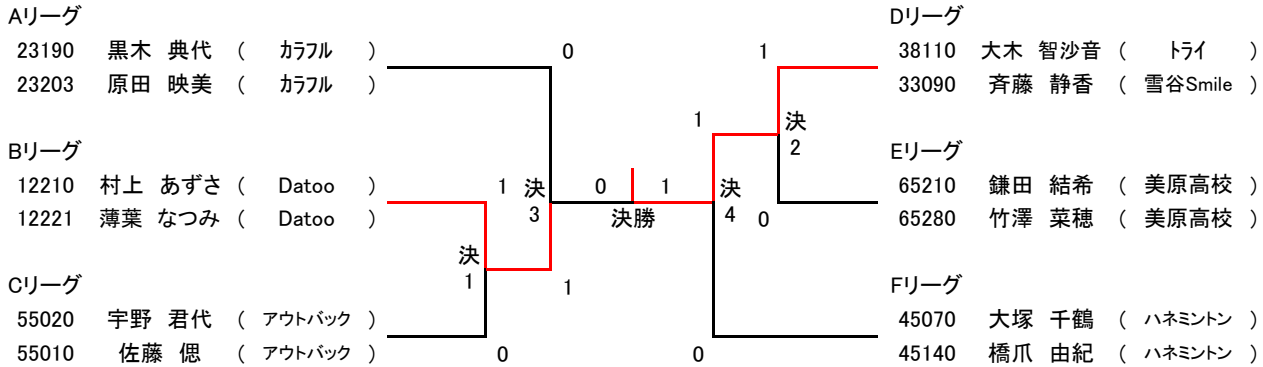 Aリーグ
23190 黒木 典代 ( カラフル )
23203 原田 映美 ( カラフル )
Bリーグ
12210 村上 あずさ ( Datoo )
12221 薄葉 なつみ ( Datoo )
Cリーグ
55020 宇野 君代 ( アウトバック )
55010 佐藤 偲 ( アウトバック )
0
1 決
3
決
1
1
0
0 1
決勝
1
1
決
2
決
4 0
0
Dリーグ
38110 大木 智沙音 ( トライ )
33090 斉藤 静香 ( 雪谷Smile )
Eリーグ
65210 鎌田 結希 ( 美原高校 )
65280 竹澤 菜穂 ( 美原高校 )
Fリーグ
45070 大塚 千鶴 ( ハネミントン )
45140 橋爪 由紀 ( ハネミントン )